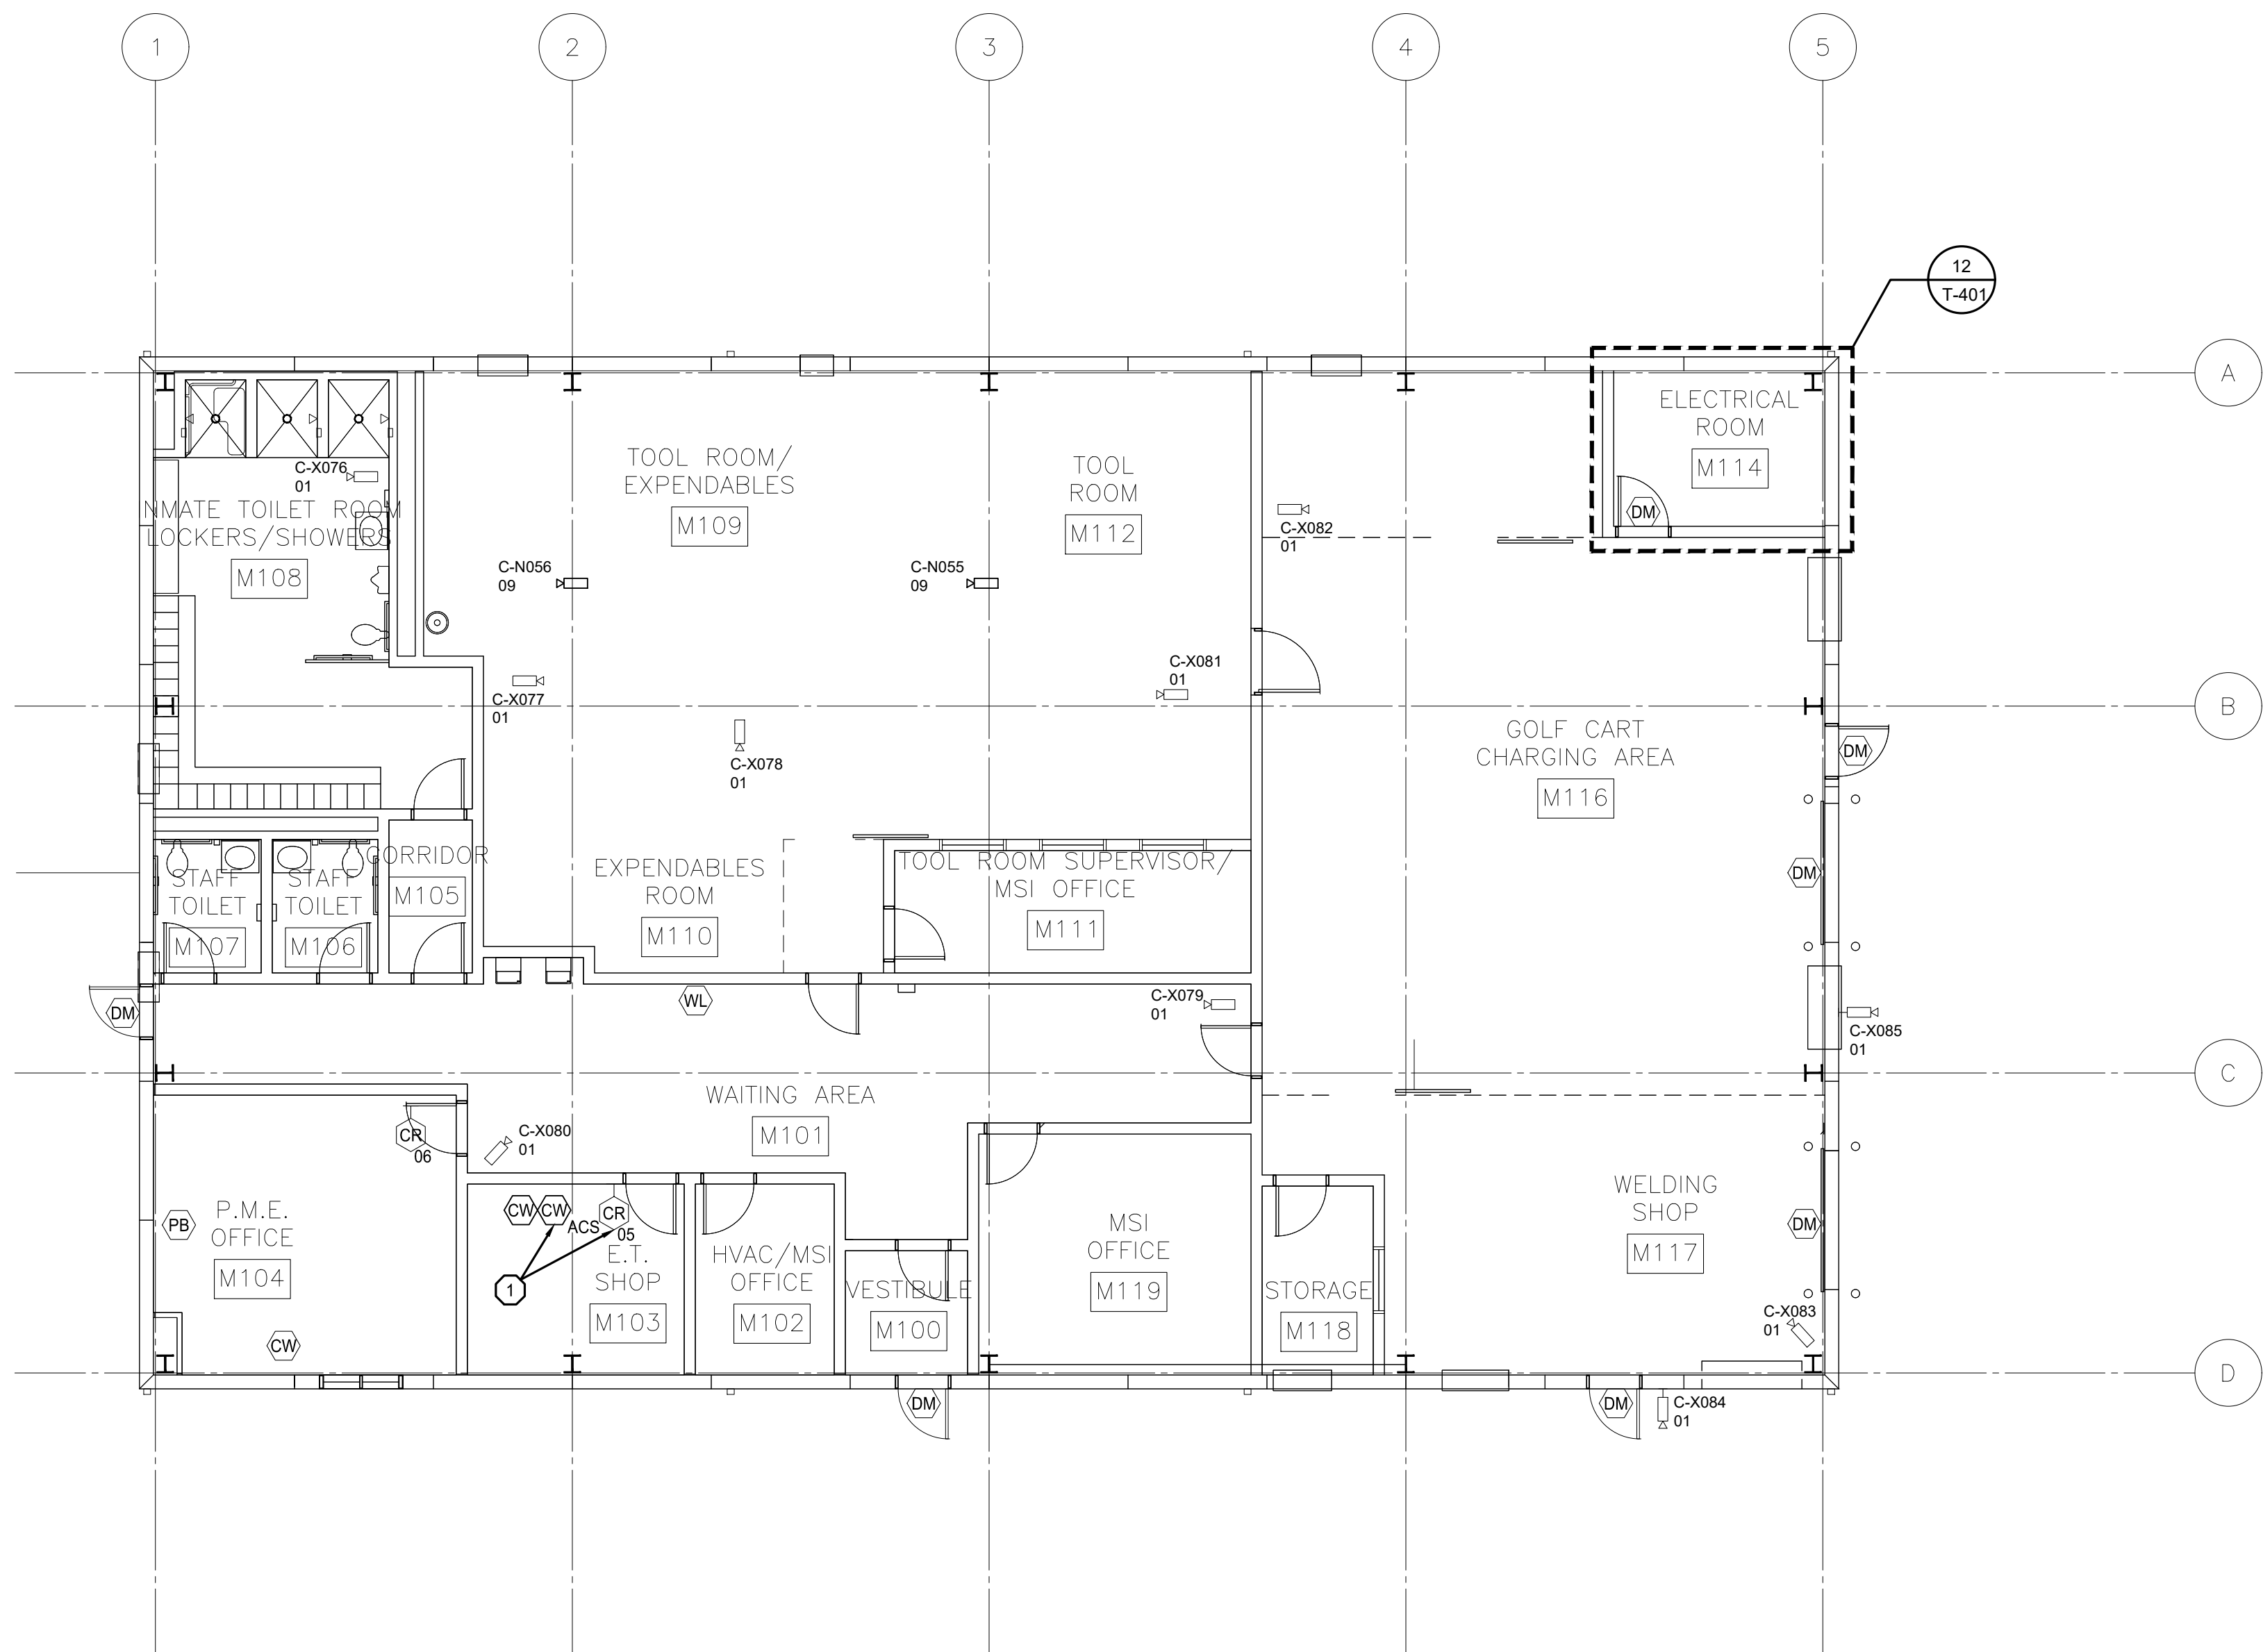 1
2
3
4
5
12
T-401
A
ELECTRICAL
ROOM
M114
DM
TOOL ROOM/
EXPENDABLES
M109
TOOL
ROOM
M112
C-X076
01
NMATE TOILET ROOM
LOCKERS/SHOWERS
M108
C-X082
01
C-N056
09
C-N055
09
C-X081
01
C-X077
01
B
C-X078
01
GOLF CART
CHARGING AREA
M116
DM
DM
CORRIDOR
M105
STAFF
TOILET
M107
STAFF
TOILET
M106
EXPENDABLES
ROOM
M110
TOOL ROOM SUPERVISOR/
MSI OFFICE
M111
DM
WL
C-X079
01
C-X085
01
C
WAITING AREA
M101
CR
06
C-X080
01
P.M.E.
OFFICE
M104
PB
CW
CW
CW
ACS
CR
05
1
E.T.
SHOP
M103
HVAC/MSI
OFFICE
M102
VESTIBULE
M100
MSI
OFFICE
M119
STORAGE
M118
WELDING
SHOP
M117
DM
C-X083
01
D
DM
DM
C-X084
01